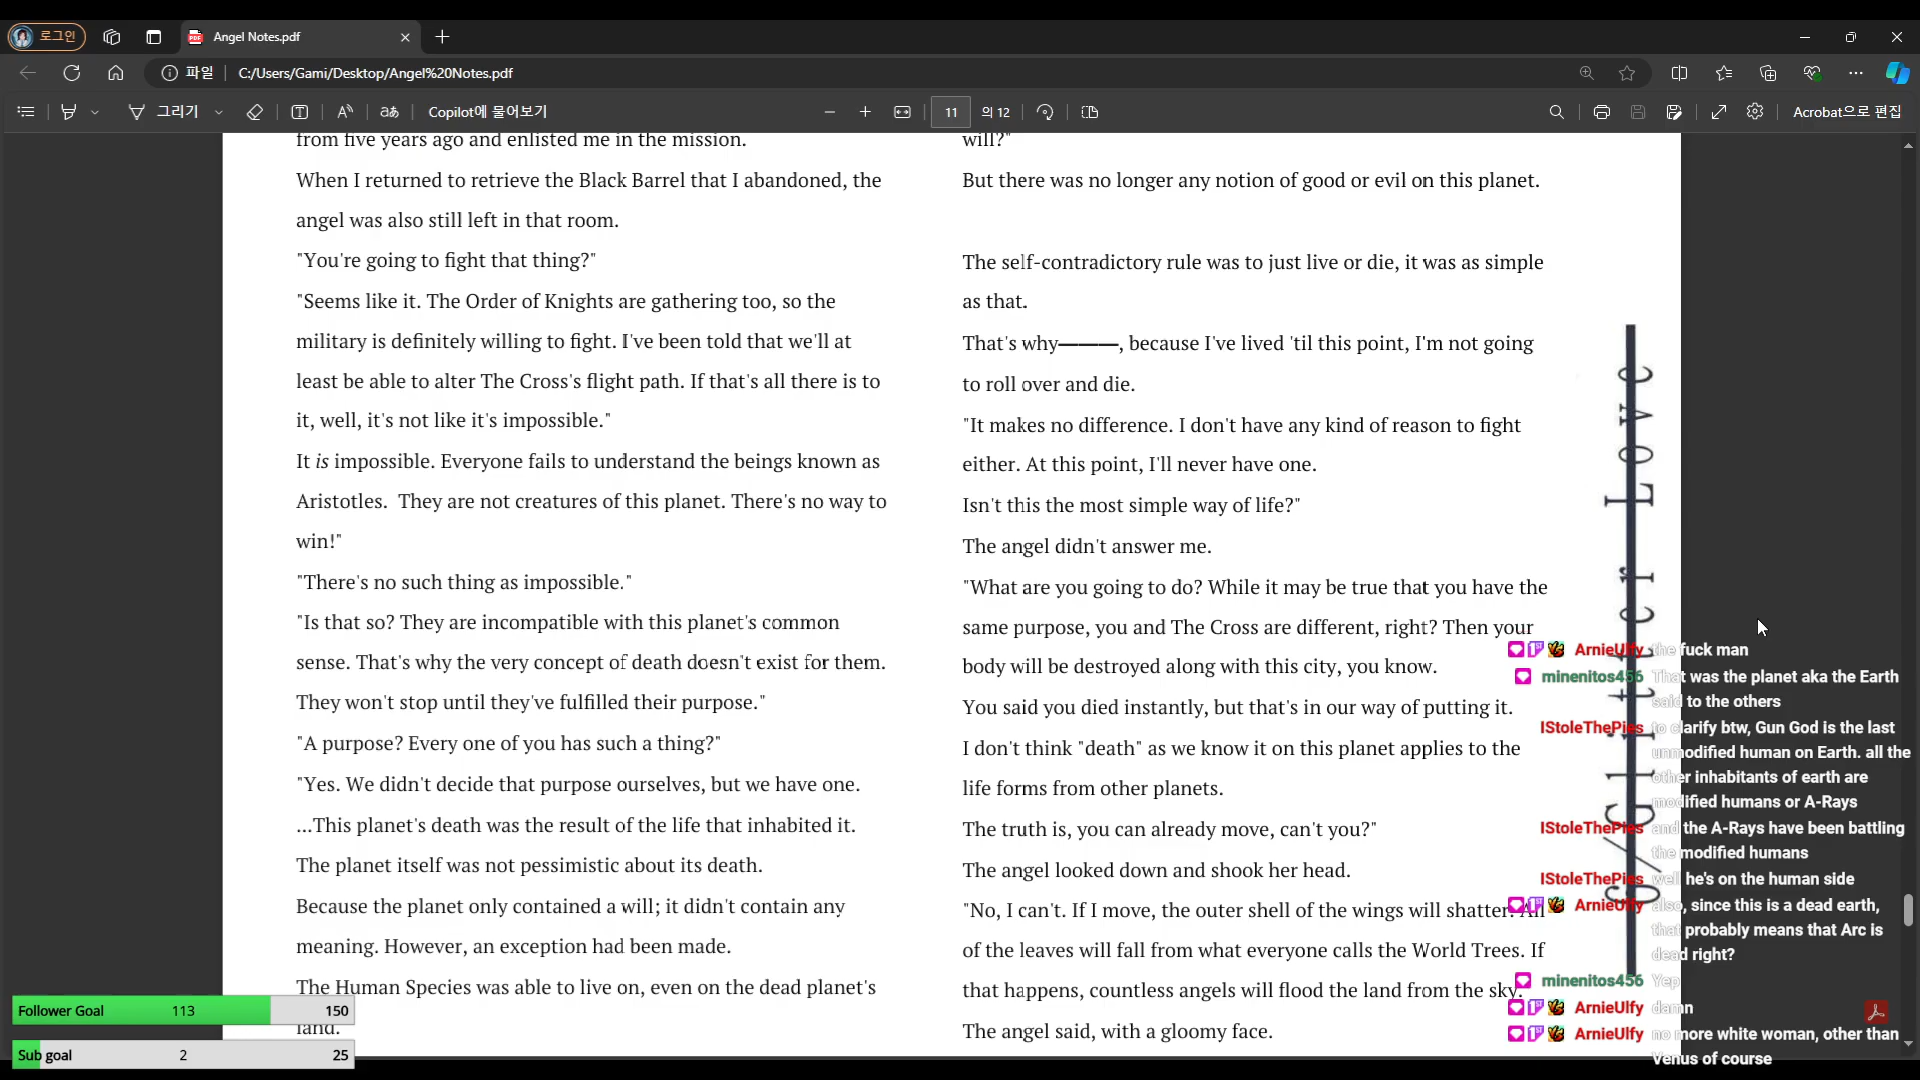 로그인
Angel Notes.pdf
파일
C:/Users/Gami/Desktop/Angel%20Notes.pdf
그리기
Copilot에 물어보기
11
의 12
Acrobat으로 편집
from five years ago and enlisted me in the mission.
When I returned to retrieve the Black Barrel that I abandoned, the
angel was also still left in that room.
"You're going to fight that thing?"
"Seems like it. The Order of Knights are gathering too, so the
military is definitely willing to fight. I've been told that we'll at
least be able to alter The Cross's flight path. If that's all there is to
it, well, it's not like it's impossible."
It is impossible. Everyone fails to understand the beings known as
Aristotles. They are not creatures of this planet. There's no way to
win!"
"There's no such thing as impossible."
"Is that so? They are incompatible with this planet's common
sense. That's why the very concept of death doesn't exist for them.
They won't stop until they've fulfilled their purpose."
"A purpose? Every one of you has such a thing?"
"Yes. We didn't decide that purpose ourselves, but we have one.
...This planet's death was the result of the life that inhabited it.
The planet itself was not pessimistic about its death.
Because the planet only contained a will; it didn't contain any
meaning. However, an exception had been made.
The Human Species was able to live on, even on the dead planet's
land.
will?"
But there was no longer any notion of good or evil on this planet.
The self-contradictory rule was to just live or die, it was as simple
as that.
That's why———, because I've lived 'til this point, I'm not going
to roll over and die.
"It makes no difference. I don't have any kind of reason to fight
either. At this point, I'll never have one.
Isn't this the most simple way of life?"
The angel didn't answer me.
"What are you going to do? While it may be true that you have the
same purpose, you and The Cross are different, right? Then your
body will be destroyed along with this city, you know.
You said you died instantly, but that's in our way of putting it.
I don't think "death" as we know it on this planet applies to the
life forms from other planets.
The truth is, you can already move, can't you?"
The angel looked down and shook her head.
"No, I can't. If I move, the outer shell of the wings will shatter. All
of the leaves will fall from what everyone calls the World Trees. If
that happens, countless angels will flood the land from the sky.
The angel said, with a gloomy face.
ArnieUlfy the fuck man
minenitos456 That was the planet aka the Earth
said to the others
IStoleThePies to clarify btw, Gun God is the last
unmodified human on Earth. all the
other inhabitants of earth are
modified humans or A-Rays
IStoleThePies and the A-Rays have been battling
the modified humans
IStoleThePies well he's on the human side
ArnieUlfy also, since this is a dead earth,
that probably means that Arc is
dead right?
minenitos456 Yep
ArnieUlfy damn
ArnieUlfy no more white woman, other than
Venus of course
Follower Goal 113 150
Sub goal 2 25